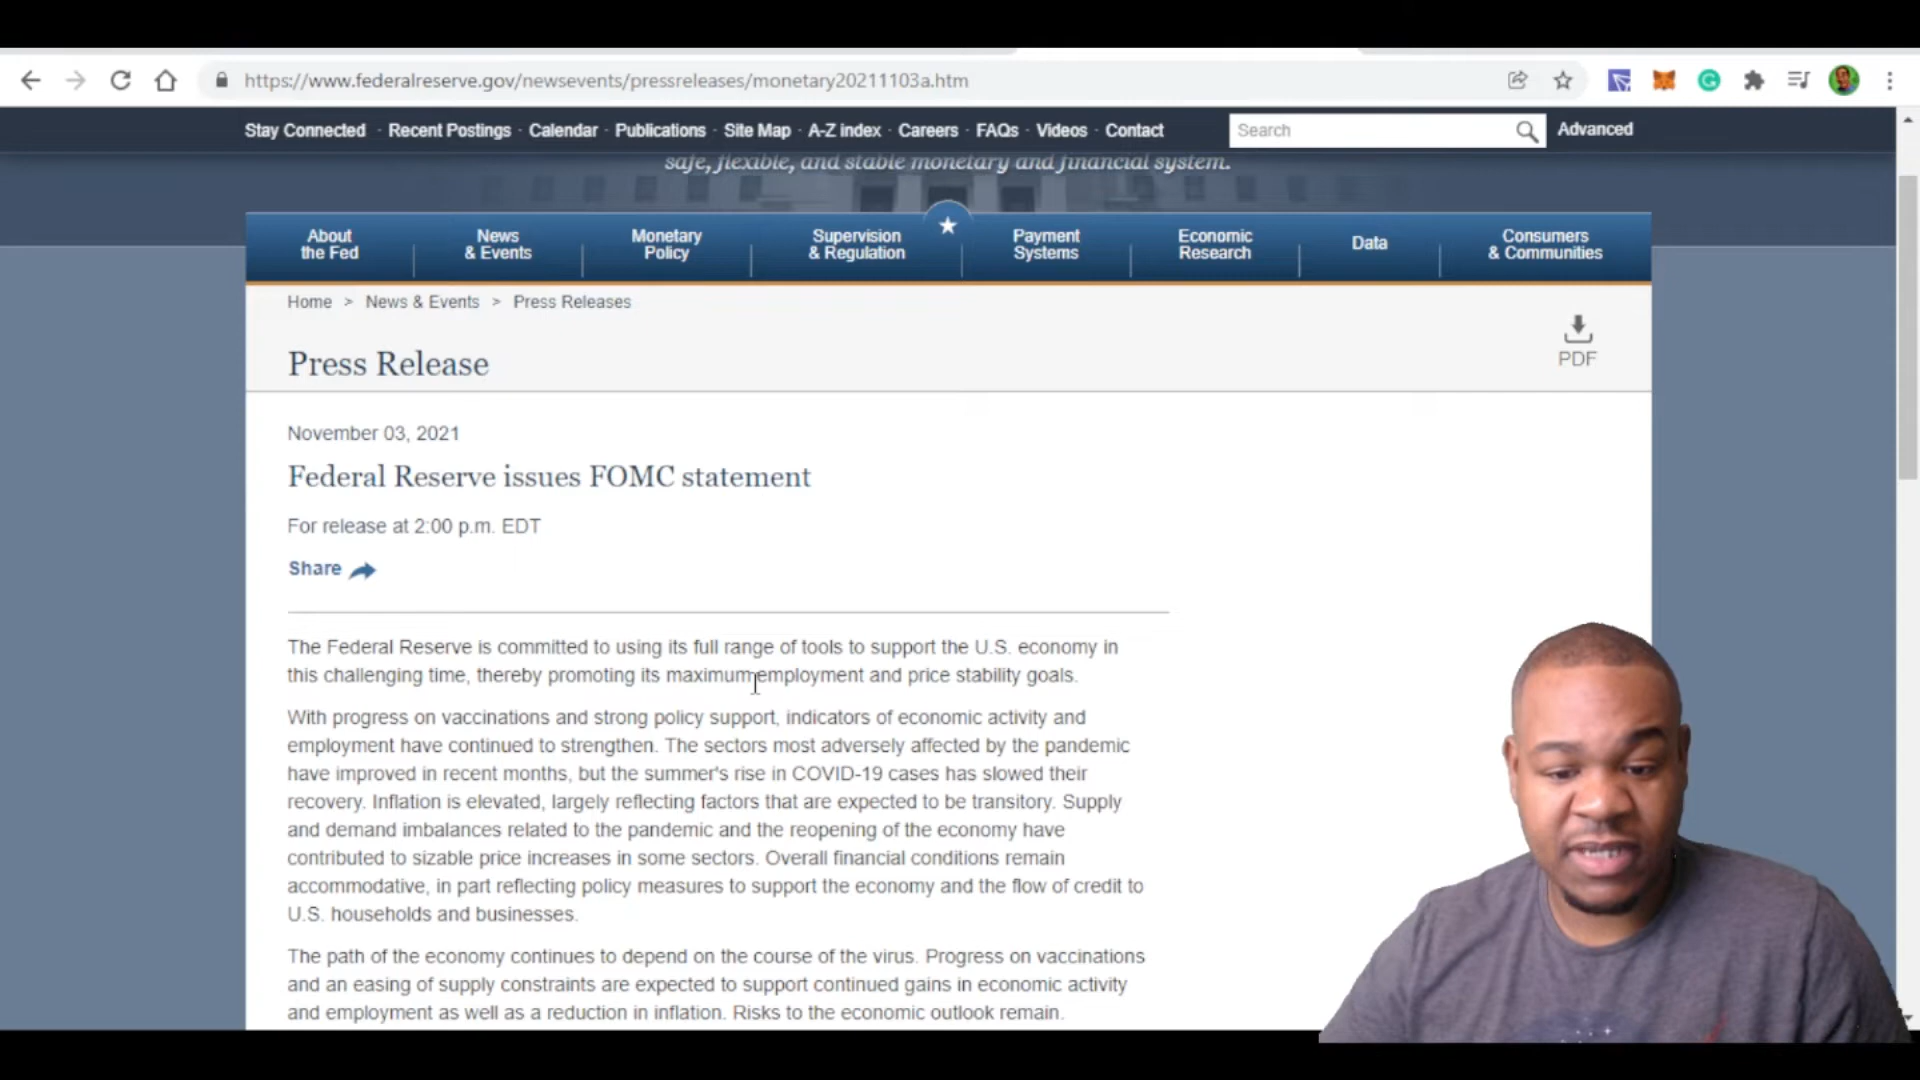 https://www.federalreserve.gov/newsevents/pressreleases/monetary20211103a.htm
Stay Connected · Recent Postings · Calendar · Publications · Site Map · A-Z index · Careers · FAQs · Videos · Contact
Search
Advanced
safe, flexible, and stable monetary and financial system.
About
the Fed
News
& Events
Monetary
Policy
Supervision
& Regulation
Payment
Systems
Economic
Research
Data
Consumers
& Communities
Home > News & Events > Press Releases
PDF
Press Release
November 03, 2021
Federal Reserve issues FOMC statement
For release at 2:00 p.m. EDT
Share
The Federal Reserve is committed to using its full range of tools to support the U.S. economy in
this challenging time, thereby promoting its maximum employment and price stability goals.
With progress on vaccinations and strong policy support, indicators of economic activity and
employment have continued to strengthen. The sectors most adversely affected by the pandemic
have improved in recent months, but the summer's rise in COVID-19 cases has slowed their
recovery. Inflation is elevated, largely reflecting factors that are expected to be transitory. Supply
and demand imbalances related to the pandemic and the reopening of the economy have
contributed to sizable price increases in some sectors. Overall financial conditions remain
accommodative, in part reflecting policy measures to support the economy and the flow of credit to
U.S. households and businesses.
The path of the economy continues to depend on the course of the virus. Progress on vaccinations
and an easing of supply constraints are expected to support continued gains in economic activity
and employment as well as a reduction in inflation. Risks to the economic outlook remain.